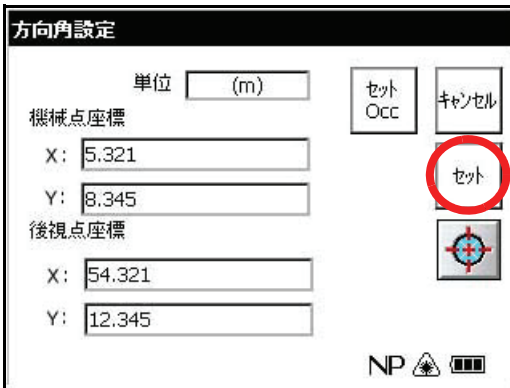 方向角設定
単位 (m)
セット
Occ
キャンセル
機械点座標
X: 5.321
セット
Y: 8.345
後視点座標
X: 54.321
Y: 12.345
NP